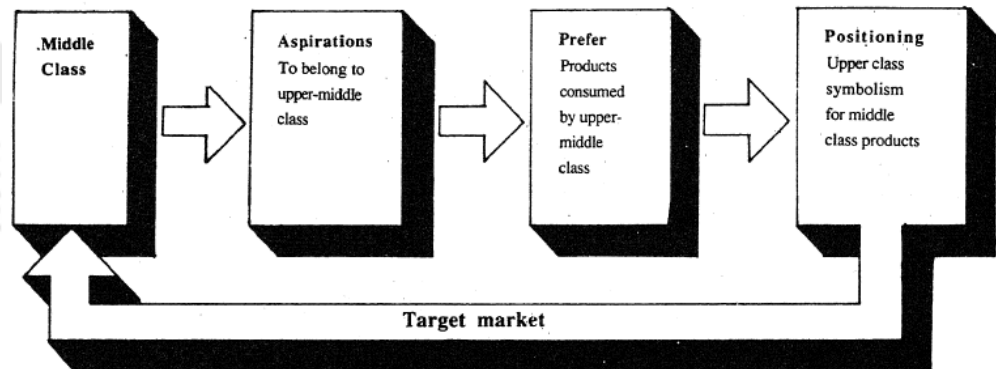 .Middle
Class
Aspirations
To belong to
upper-middle
class
Prefer
Products
consumed
by upper-
middle
class
Positioning
Upper class
symbolism
for middle
class products
Target market